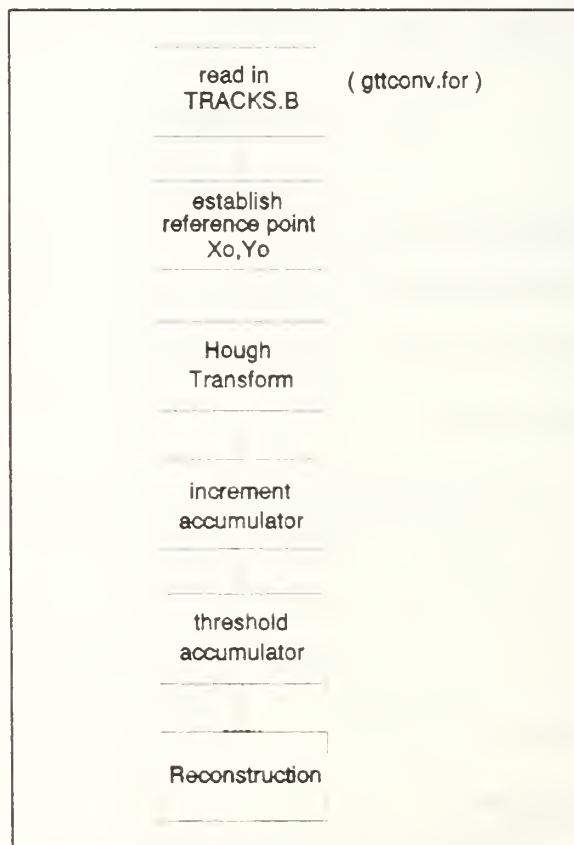 read in
TRACKS.B
( gttconv.for )
establish
reference point
Xo,Yo
Hough
Transform
increment
accumulator
threshold
accumulator
Reconstruction